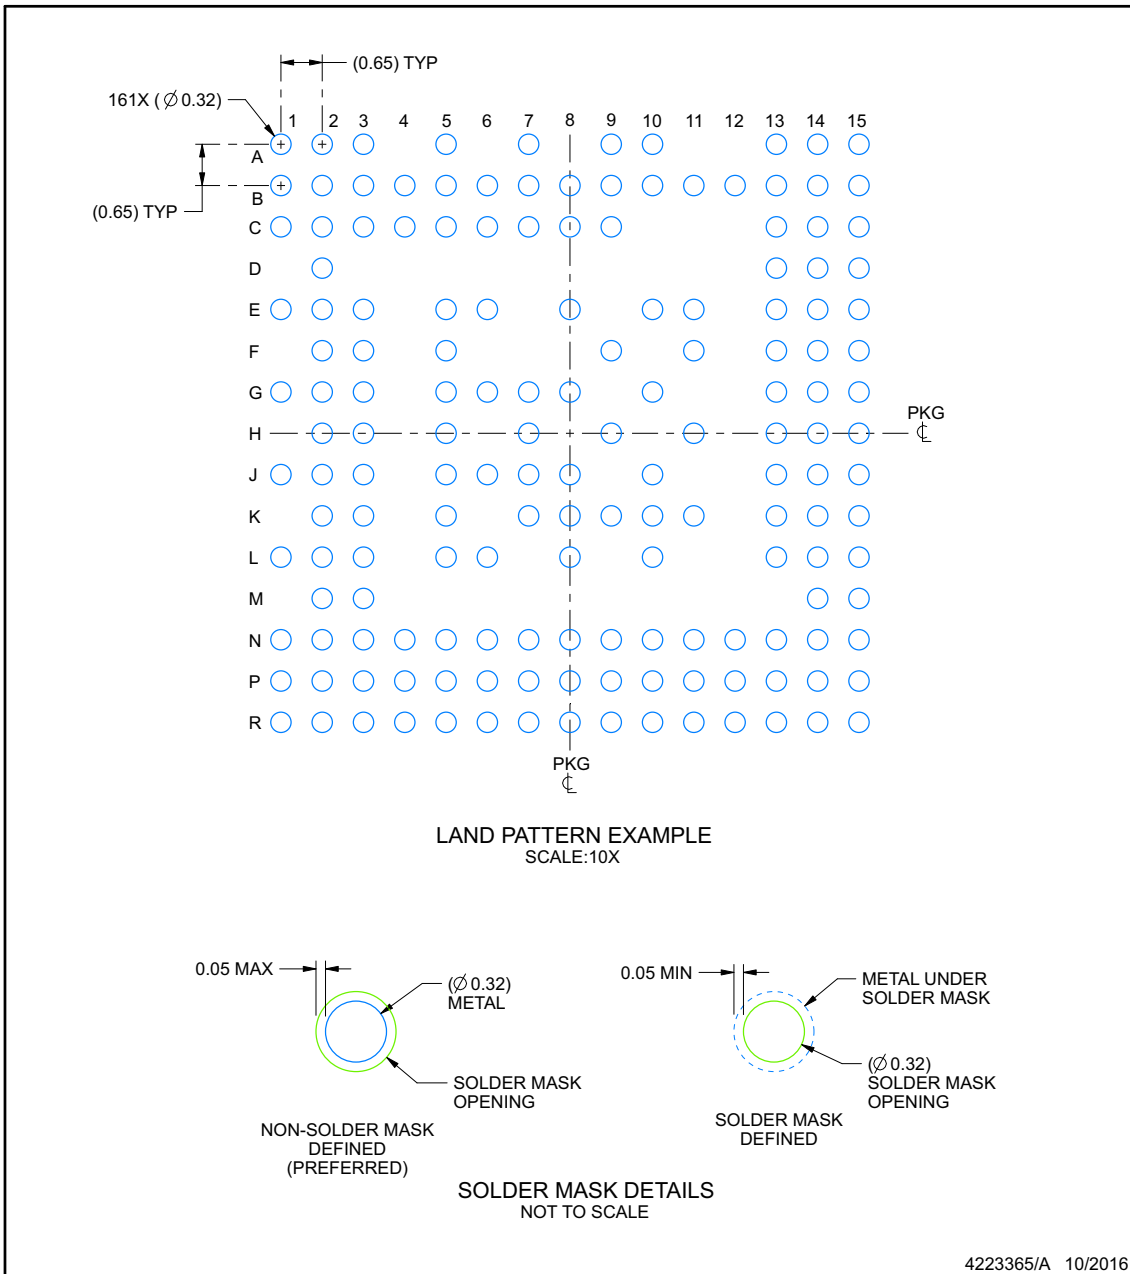 (0.65) TYP
161X (∅ 0.32)
1 2 3 4 5 6 7 8 9 10 11 12 13 14 15
A
B
(0.65) TYP
C
D
E
F
G
PKG
H
℄
J
K
L
M
N
P
R
PKG
℄
LAND PATTERN EXAMPLE
SCALE:10X
0.05 MAX
(∅ 0.32)
METAL
SOLDER MASK
OPENING
NON-SOLDER MASK
DEFINED
(PREFERRED)
0.05 MIN
METAL UNDER
SOLDER MASK
(∅ 0.32)
SOLDER MASK
OPENING
SOLDER MASK
DEFINED
SOLDER MASK DETAILS
NOT TO SCALE
4223365/A 10/2016